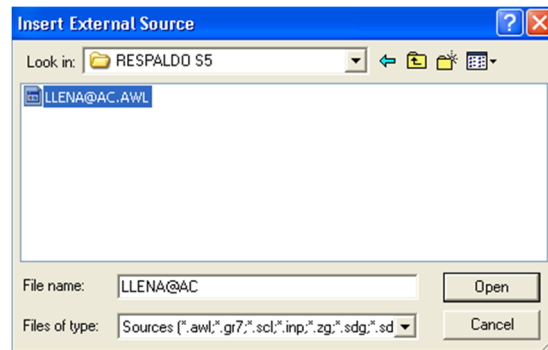 Insert External Source
Look in: RESPALDO S5
LLENA@AC.AWL
File name: LLENA@AC Open
Files of type: Sources (*.awl;*.gr7;*.scl;*.inp;*.zg;*.sdg;*.sd Cancel